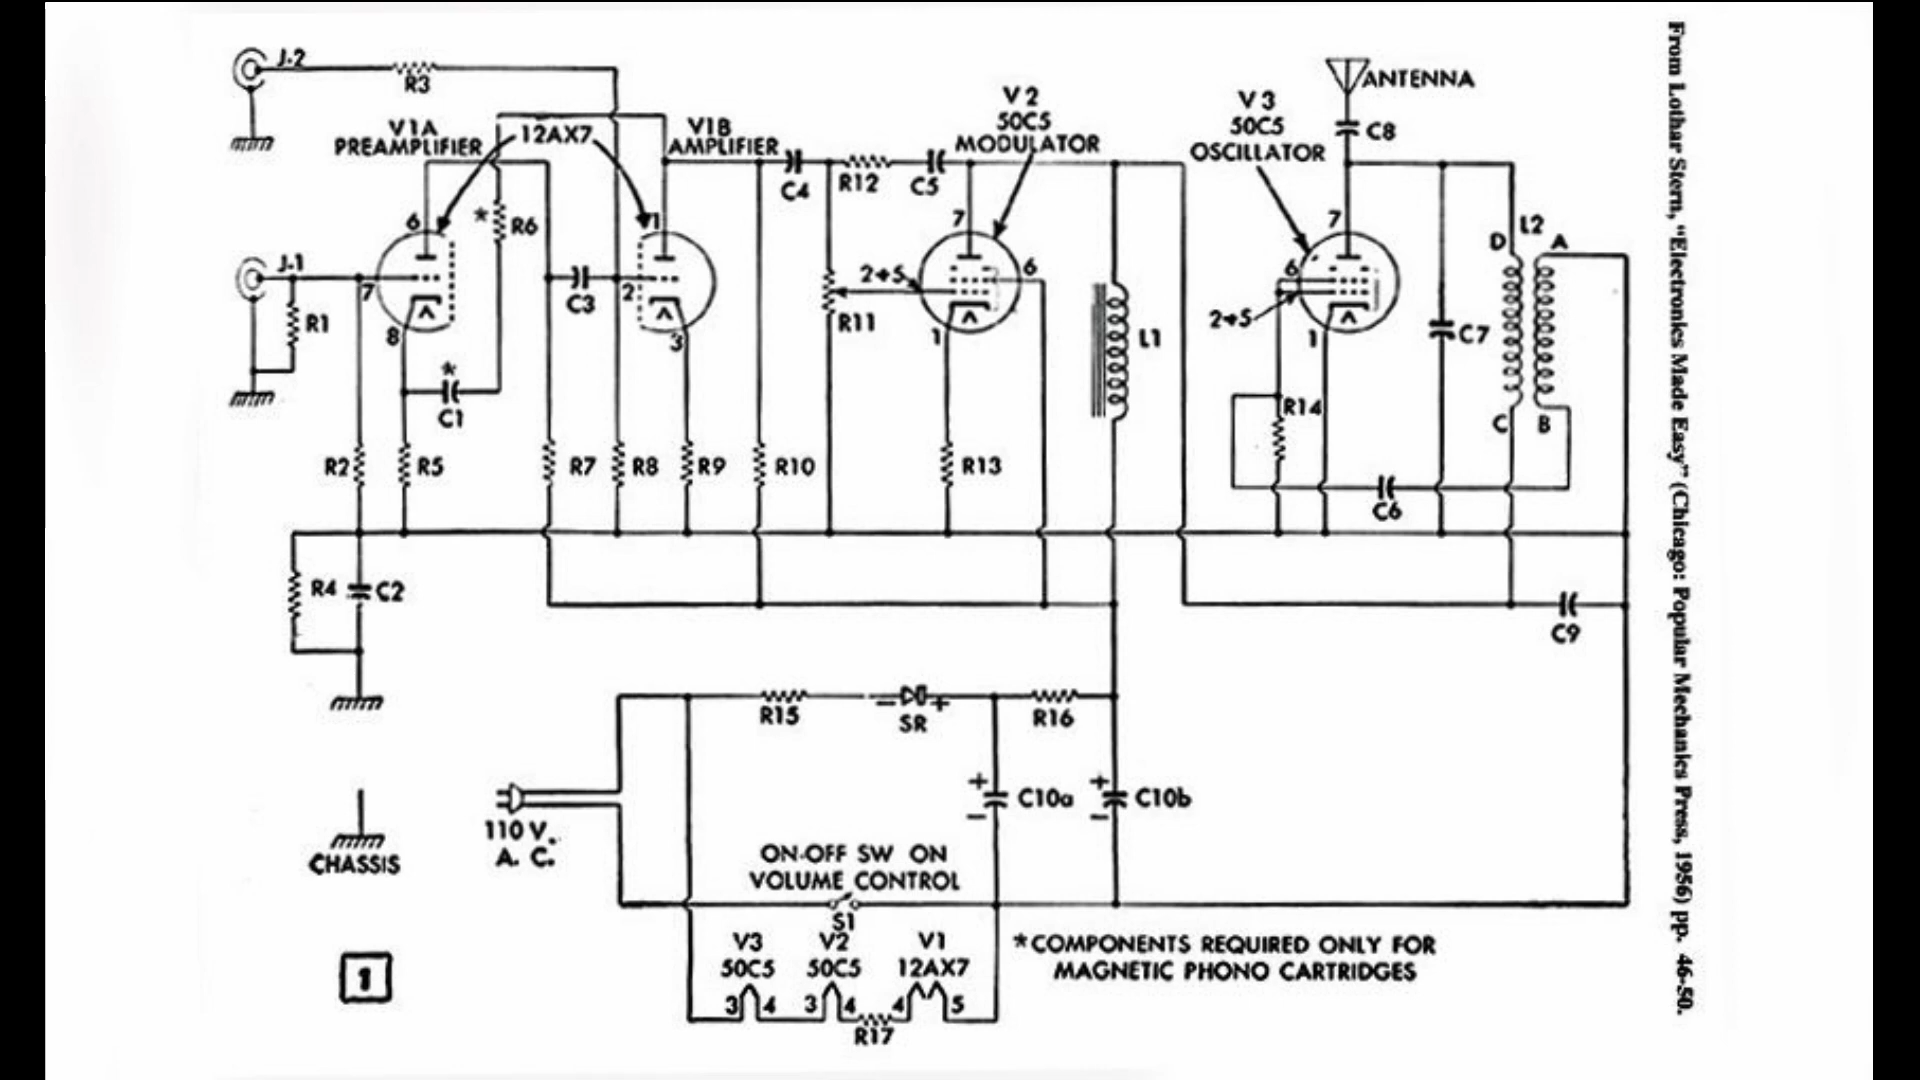 J-2
R3
V1A
PREAMPLIFIER
12AX7
V1B
AMPLIFIER
V2
50C5
MODULATOR
V3
50C5
OSCILLATOR
ANTENNA
C8
C4
R12
C5
6
* R6
1
7
7
L2
D
A
J-1
7
C3
2
2+5
6
6
R1
8
3
R11
1
L1
2+5
1
C7
*
C1
R14
C
B
R2
R5
R7
R8
R9
R10
R13
C6
R4
C2
C9
R15
- SR +
R16
+
C10a
-
+
C10b
-
110 V.
A. C.
CHASSIS
ON-OFF SW ON
VOLUME CONTROL
S1
V3
50C5
V2
50C5
V1
12AX7
3
4
3
4
R17
4
5
*COMPONENTS REQUIRED ONLY FOR
MAGNETIC PHONO CARTRIDGES
1
From Lothar Stern, "Electronics Made Easy" (Chicago: Popular Mechanics Press, 1956) pp. 46-50.